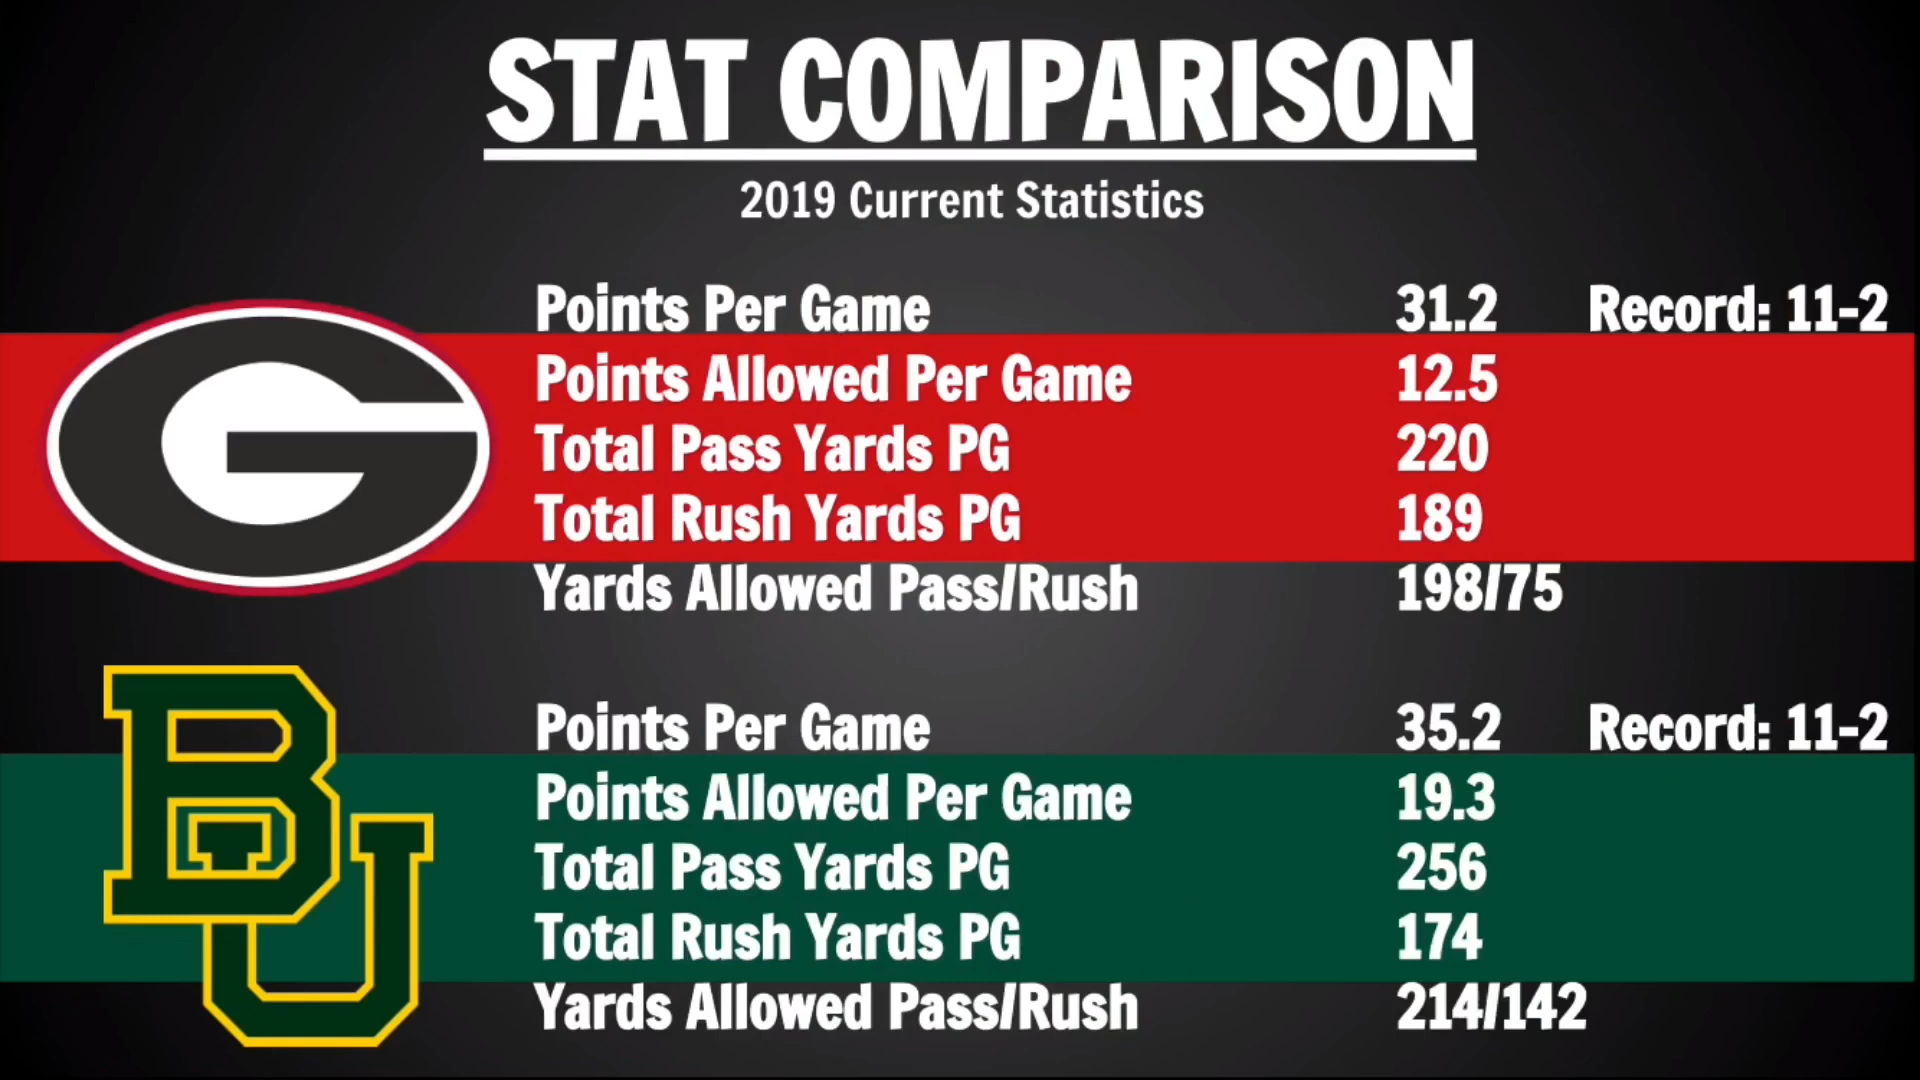 STAT COMPARISON
2019 Current Statistics
G
Points Per Game 31.2 Record: 11-2
Points Allowed Per Game 12.5
Total Pass Yards PG 220
Total Rush Yards PG 189
Yards Allowed Pass/Rush 198/75
BU
Points Per Game 35.2 Record: 11-2
Points Allowed Per Game 19.3
Total Pass Yards PG 256
Total Rush Yards PG 174
Yards Allowed Pass/Rush 214/142